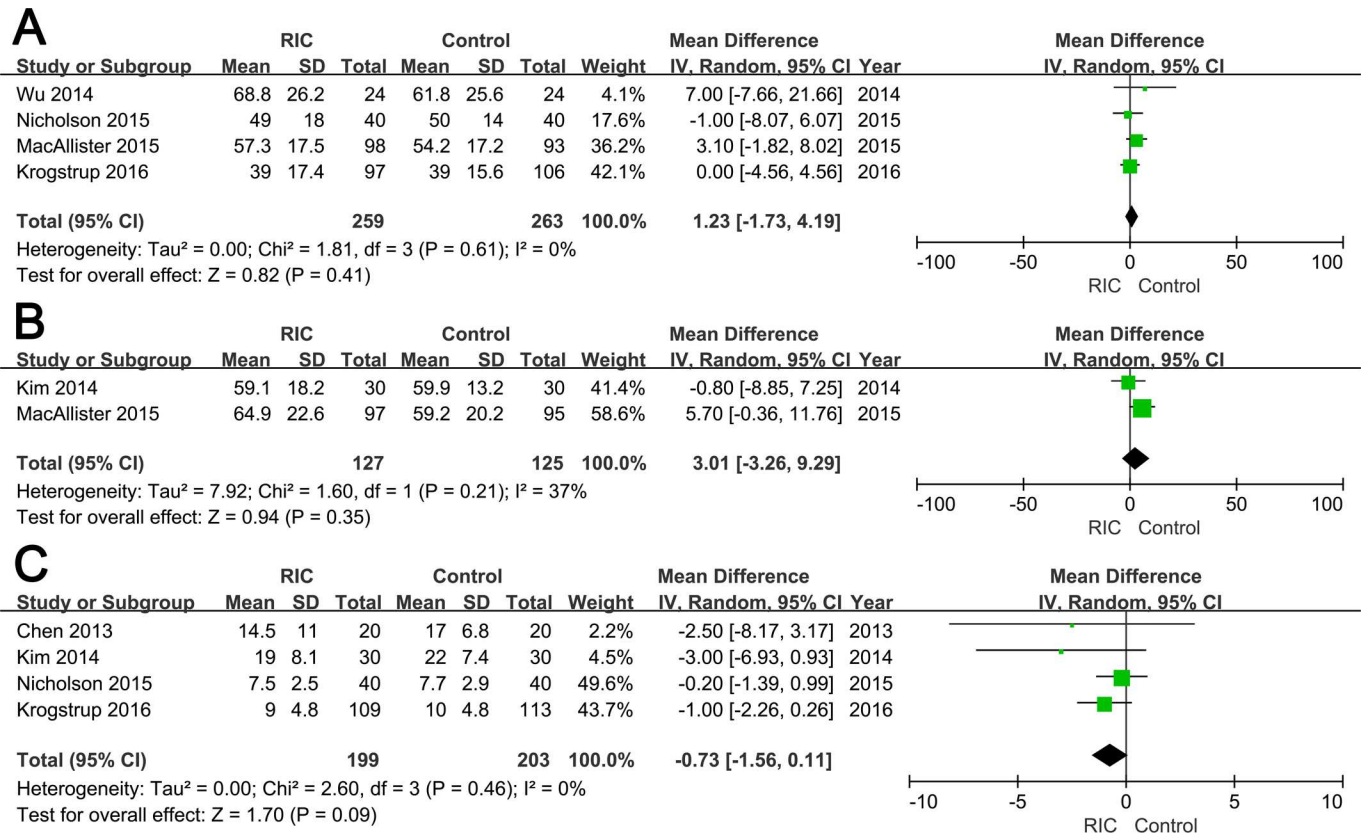 A
RIC Control Mean Difference Mean Difference
Study or Subgroup Mean SD Total Mean SD Total Weight IV, Random, 95% CI Year IV, Random, 95% CI
Wu 2014 68.8 26.2 24 61.8 25.6 24 4.1% 7.00 [-7.66, 21.66] 2014
Nicholson 2015 49 18 40 50 14 40 17.6% -1.00 [-8.07, 6.07] 2015
MacAllister 2015 57.3 17.5 98 54.2 17.2 93 36.2% 3.10 [-1.82, 8.02] 2015
Krogstrup 2016 39 17.4 97 39 15.6 106 42.1% 0.00 [-4.56, 4.56] 2016
Total (95% CI) 259 263 100.0% 1.23 [-1.73, 4.19]
Heterogeneity: Tau² = 0.00; Chi² = 1.81, df = 3 (P = 0.61); I² = 0%
Test for overall effect: Z = 0.82 (P = 0.41)
-100 -50 0 50 100
RIC Control
B
RIC Control Mean Difference Mean Difference
Study or Subgroup Mean SD Total Mean SD Total Weight IV, Random, 95% CI Year IV, Random, 95% CI
Kim 2014 59.1 18.2 30 59.9 13.2 30 41.4% -0.80 [-8.85, 7.25] 2014
MacAllister 2015 64.9 22.6 97 59.2 20.2 95 58.6% 5.70 [-0.36, 11.76] 2015
Total (95% CI) 127 125 100.0% 3.01 [-3.26, 9.29]
Heterogeneity: Tau² = 7.92; Chi² = 1.60, df = 1 (P = 0.21); I² = 37%
Test for overall effect: Z = 0.94 (P = 0.35)
-100 -50 0 50 100
RIC Control
C
RIC Control Mean Difference Mean Difference
Study or Subgroup Mean SD Total Mean SD Total Weight IV, Random, 95% CI Year IV, Random, 95% CI
Chen 2013 14.5 11 20 17 6.8 20 2.2% -2.50 [-8.17, 3.17] 2013
Kim 2014 19 8.1 30 22 7.4 30 4.5% -3.00 [-6.93, 0.93] 2014
Nicholson 2015 7.5 2.5 40 7.7 2.9 40 49.6% -0.20 [-1.39, 0.99] 2015
Krogstrup 2016 9 4.8 109 10 4.8 113 43.7% -1.00 [-2.26, 0.26] 2016
Total (95% CI) 199 203 100.0% -0.73 [-1.56, 0.11]
Heterogeneity: Tau² = 0.00; Chi² = 2.60, df = 3 (P = 0.46); I² = 0%
Test for overall effect: Z = 1.70 (P = 0.09)
-10 -5 0 5 10
RIC Control